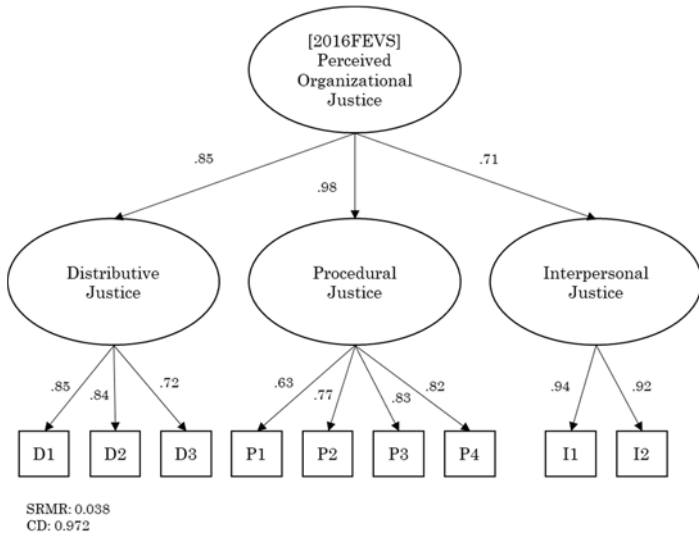 [2016FEVS]
Perceived
Organizational
Justice
.85
.98
.71
Distributive
Justice
Procedural
Justice
Interpersonal
Justice
.85
.84
.72
.63
.77
.83
.82
.94
.92
D1
D2
D3
P1
P2
P3
P4
I1
I2
SRMR: 0.038
CD: 0.972